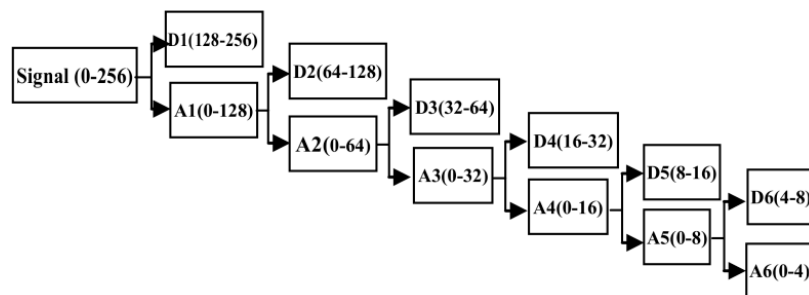 D1(128-256)
Signal (0-256)
D2(64-128)
A1(0-128)
D3(32-64)
A2(0-64)
D4(16-32)
A3(0-32)
D5(8-16)
A4(0-16)
D6(4-8)
A5(0-8)
A6(0-4)